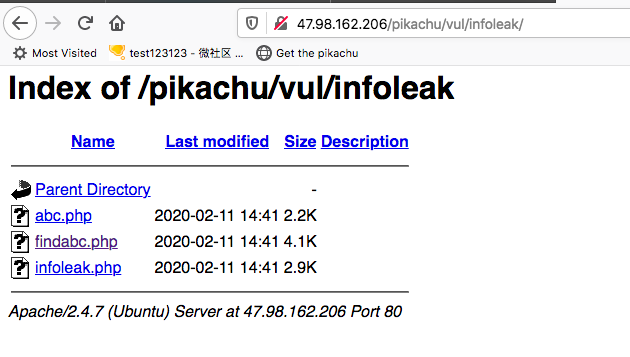 47.98.162.206/pikachu/vul/infoleak/
Most Visited test123123 - 微社区 ... Get the pikachu
Index of /pikachu/vul/infoleak
Name Last modified Size Description
Parent Directory -
abc.php 2020-02-11 14:41 2.2K
findabc.php 2020-02-11 14:41 4.1K
infoleak.php 2020-02-11 14:41 2.9K
Apache/2.4.7 (Ubuntu) Server at 47.98.162.206 Port 80